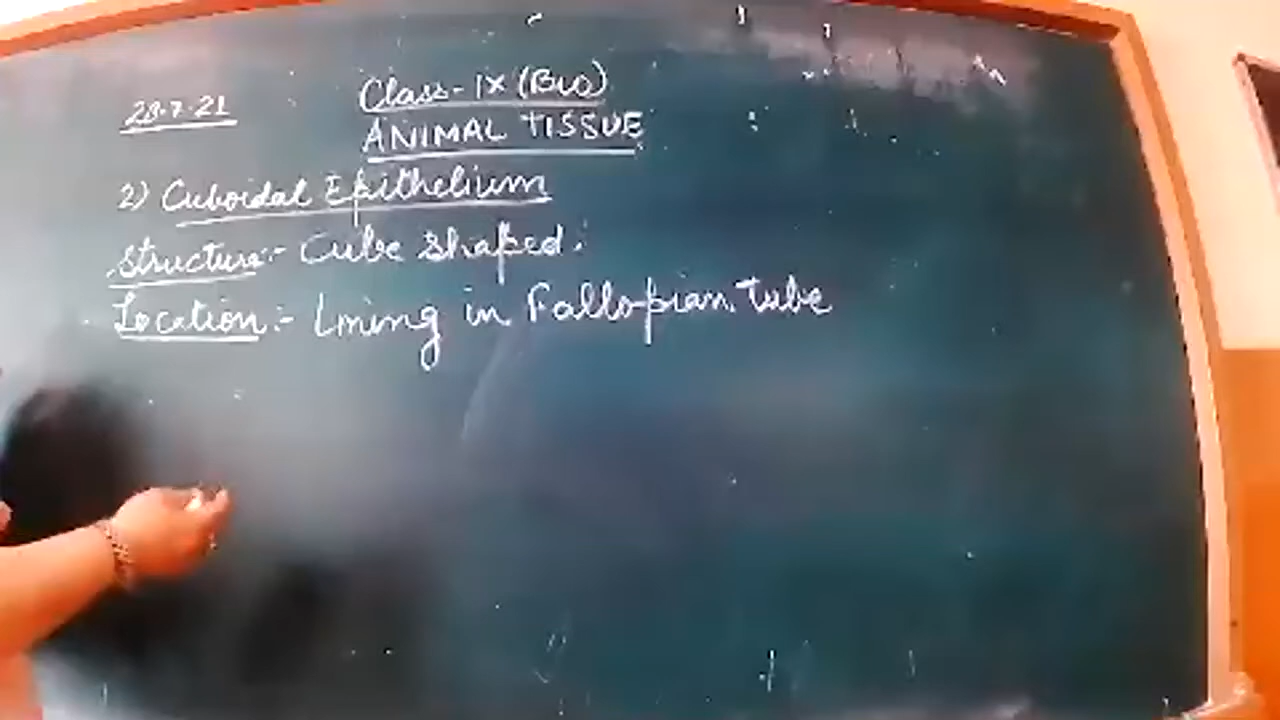 28.7.21
Class-IX (Bio)
ANIMAL TISSUE
2) Cuboidal Epithelium
Structure:- Cube shaped.
Location:- Lining in Fallopian Tube